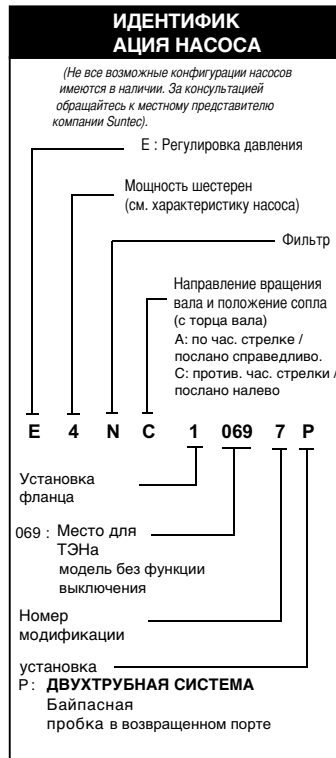 ИДЕНТИФИК
АЦИЯ НАСОСА
(Не все возможные конфигурации насосов
имеются в наличии. За консультацией
обращайтесь к местному представителю
компании Suntec).
E : Регулировка давления
Мощность шестерен
(см. характеристику насоса)
Фильтр
Направление вращения
вала и положение сопла
(с торца вала)
А: по час. стрелке /
послано справедливо.
С: против. час. стрелки /
послано налево
E 4 N C 1 069 7 P
Установка
фланца
069 : Место для
ТЭНа
модель без функции
выключения
Номер
модификации
установка
P : ДВУХТРУБНАЯ СИСТЕМА
Байпасная
пробка в возвращенном порте